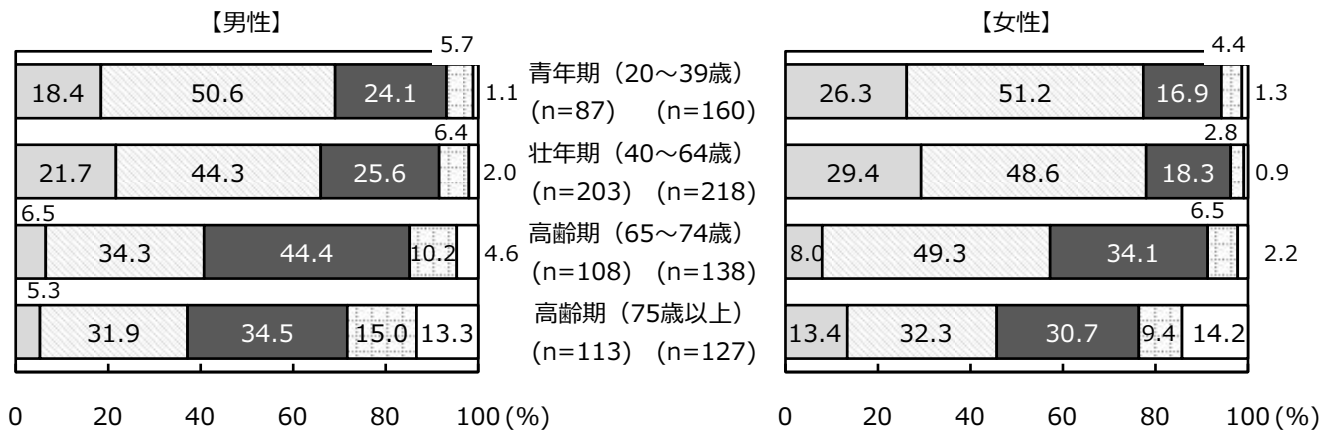 【男性】
【女性】
5.7
4.4
18.4 50.6 24.1 1.1
青年期（20～39歳）
(n=87) (n=160)
26.3 51.2 16.9 1.3
6.4
2.8
21.7 44.3 25.6 2.0
壮年期（40～64歳）
(n=203) (n=218)
29.4 48.6 18.3 0.9
6.5
6.5
34.3 44.4 10.2 4.6
高齢期（65～74歳）
(n=108) (n=138)
8.0 49.3 34.1 2.2
5.3
31.9 34.5 15.0 13.3
高齢期（75歳以上）
(n=113) (n=127)
13.4 32.3 30.7 9.4 14.2
0 20 40 60 80 100(%)
0 20 40 60 80 100(%)